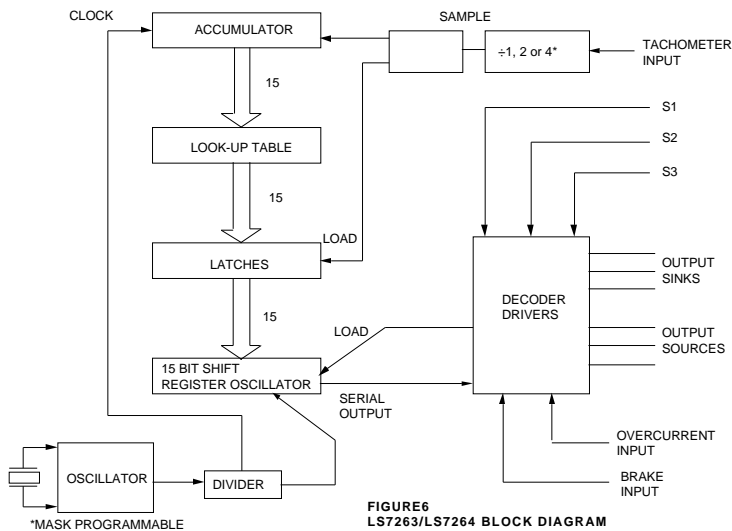 CLOCK
ACCUMULATOR
SAMPLE
÷1, 2 or 4*
TACHOMETER
INPUT
15
S1
S2
S3
LOOK-UP TABLE
15
LOAD
LATCHES
OUTPUT
SINKS
DECODER
DRIVERS
15
LOAD
OUTPUT
SOURCES
15 BIT SHIFT
REGISTER OSCILLATOR
SERIAL
OUTPUT
OVERCURRENT
INPUT
OSCILLATOR
DIVIDER
BRAKE
INPUT
*MASK PROGRAMMABLE
FIGURE6
LS7263/LS7264 BLOCK DIAGRAM